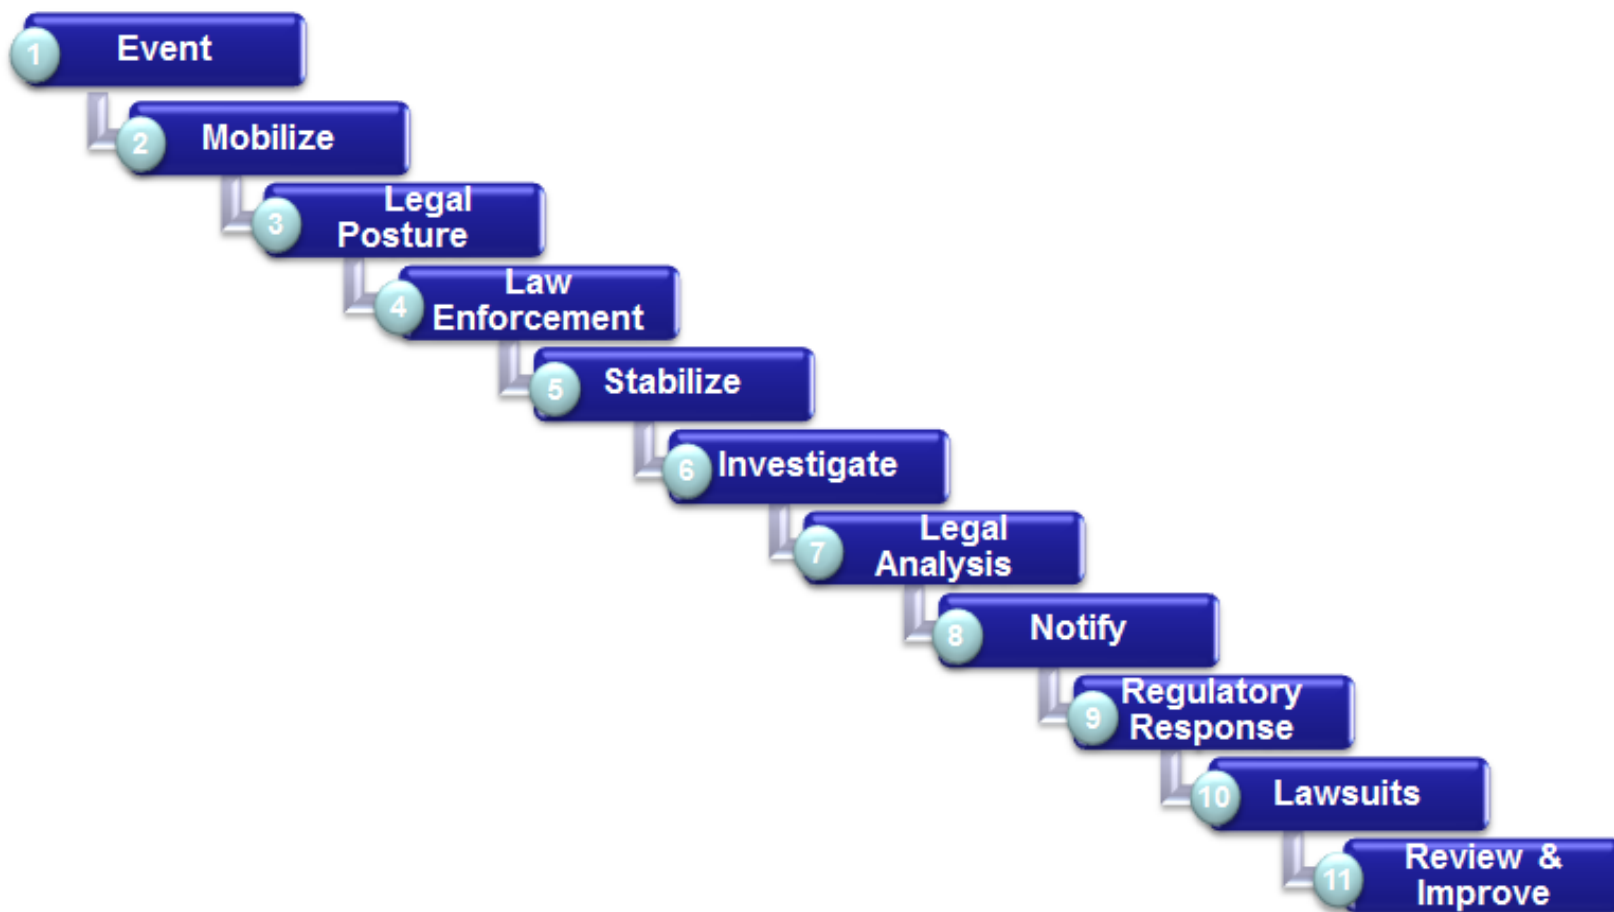 1 Event
2 Mobilize
3 Legal
Posture
4 Law
Enforcement
5 Stabilize
6 Investigate
7 Legal
Analysis
8 Notify
9 Regulatory
Response
10 Lawsuits
11 Review &
Improve